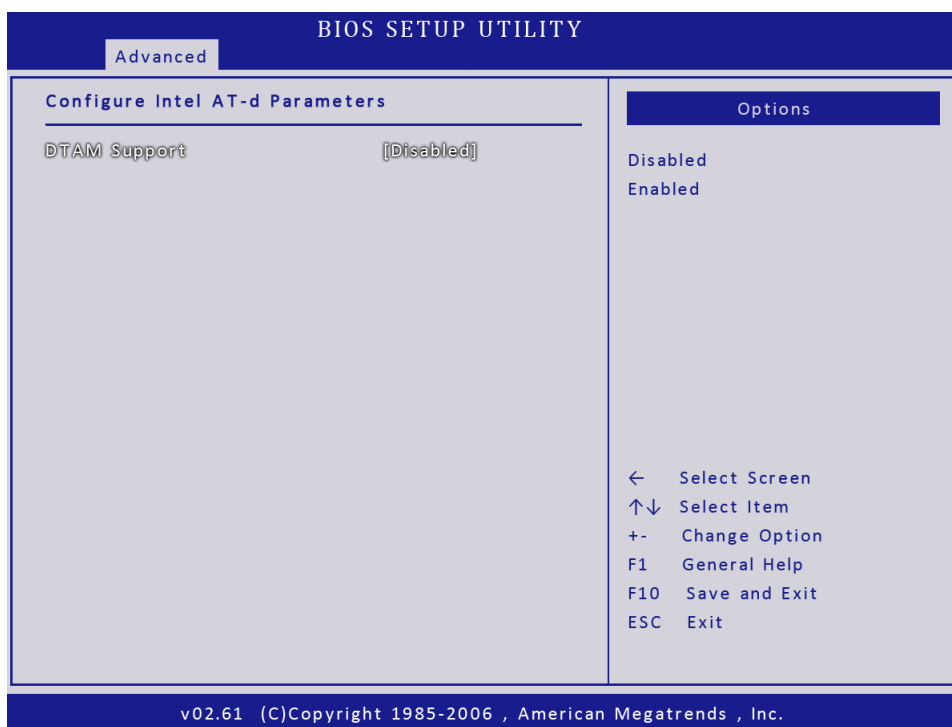 BIOS SETUP UTILITY
Advanced
Configure Intel AT-d Parameters
DTAM Support [Disabled]
Options
Disabled
Enabled
← Select Screen
↑↓ Select Item
+- Change Option
F1 General Help
F10 Save and Exit
ESC Exit
v02.61 (C)Copyright 1985-2006 , American Megatrends , Inc.